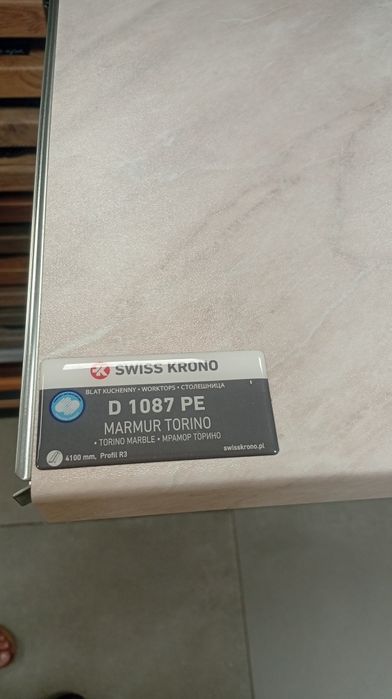 SWISS KRONO
BLAT KUCHENNY • WORKTOPS • СТОЛЕШНИЦА
D 1087 PE
MARMUR TORINO
• TORINO MARBLE • МРАМОР ТОРИНО
4100 mm, Profil R3
swisskrono.pl